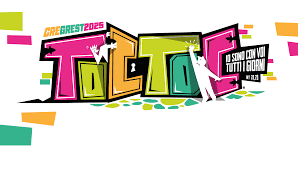 CREGREST2025
TOC TOC
IO SONO CON VOI
TUTTI I GIORNI